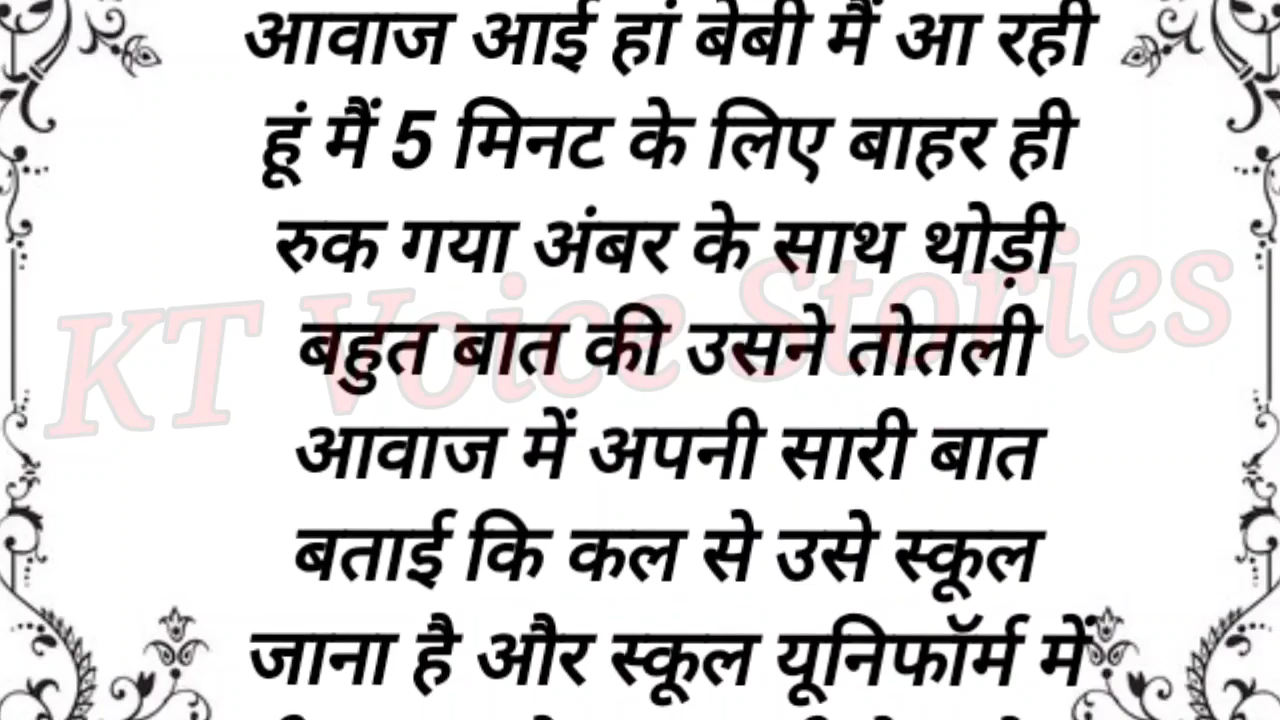 आवाज आई हां बेबी मैं आ रही
हूं मैं 5 मिनट के लिए बाहर ही
रुक गया अंबर के साथ थोड़ी
बहुत बात की उसने तोतली
आवाज में अपनी सारी बात
बताई कि कल से उसे स्कूल
जाना है और स्कूल यूनिफॉर्म में
KT Voice Stories